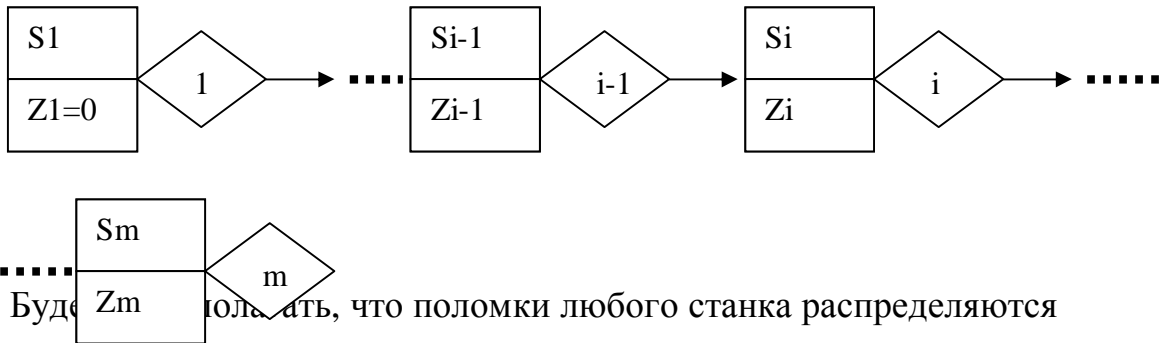 S1 Si-1 Si
1 i-1 i
Z1=0 Zi-1 Zi
Sm
m
Zm
что поломки любого станка распределяются